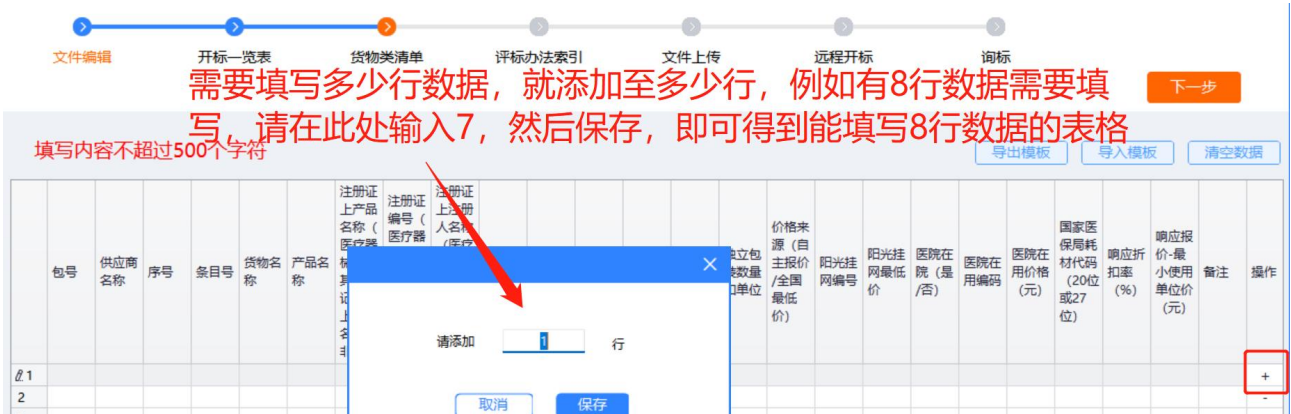 文件编辑 开标一览表 货物类清单 评标办法索引 文件上传 远程开标 询标
需要填写多少行数据，就添加至多少行，例如有8行数据需要填
写，请在此处输入7，然后保存，即可得到能填写8行数据的表格
下一步
填写内容不超过500个字符
导出模板 导入模板 清空数据
包号
供应商
名称
序号
条目号
货物名
称
产品名
称
注册证
上产品
名称（
医疗器
注册证
编号（
医疗器
注册证
上注册
人名称
（医疗
独立包
装数量
和单位
价格来
源（自
主报价
/全国
最低
价）
阳光挂
网编号
阳光挂
网最低
价
医院在
院（是
/否）
医院在
用编码
医院在
用价格
（元）
国家医
保局耗
材代码
（20位
或27
位）
响应折
扣率
（%）
响应报
价-最
小使用
单位价
（元）
备注
操作
×
请添加 1 行
取消 保存
1 +
2 -